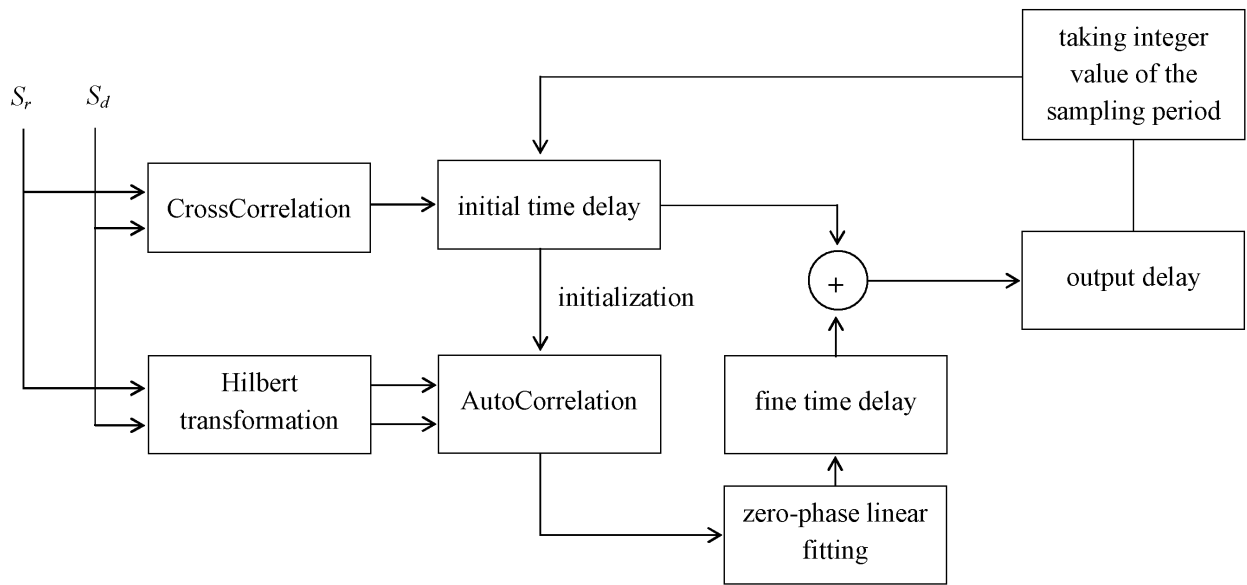 taking integer
value of the
sampling period
S_r
S_d
CrossCorrelation
initial time delay
output delay
+
initialization
Hilbert
transformation
AutoCorrelation
fine time delay
zero-phase linear
fitting